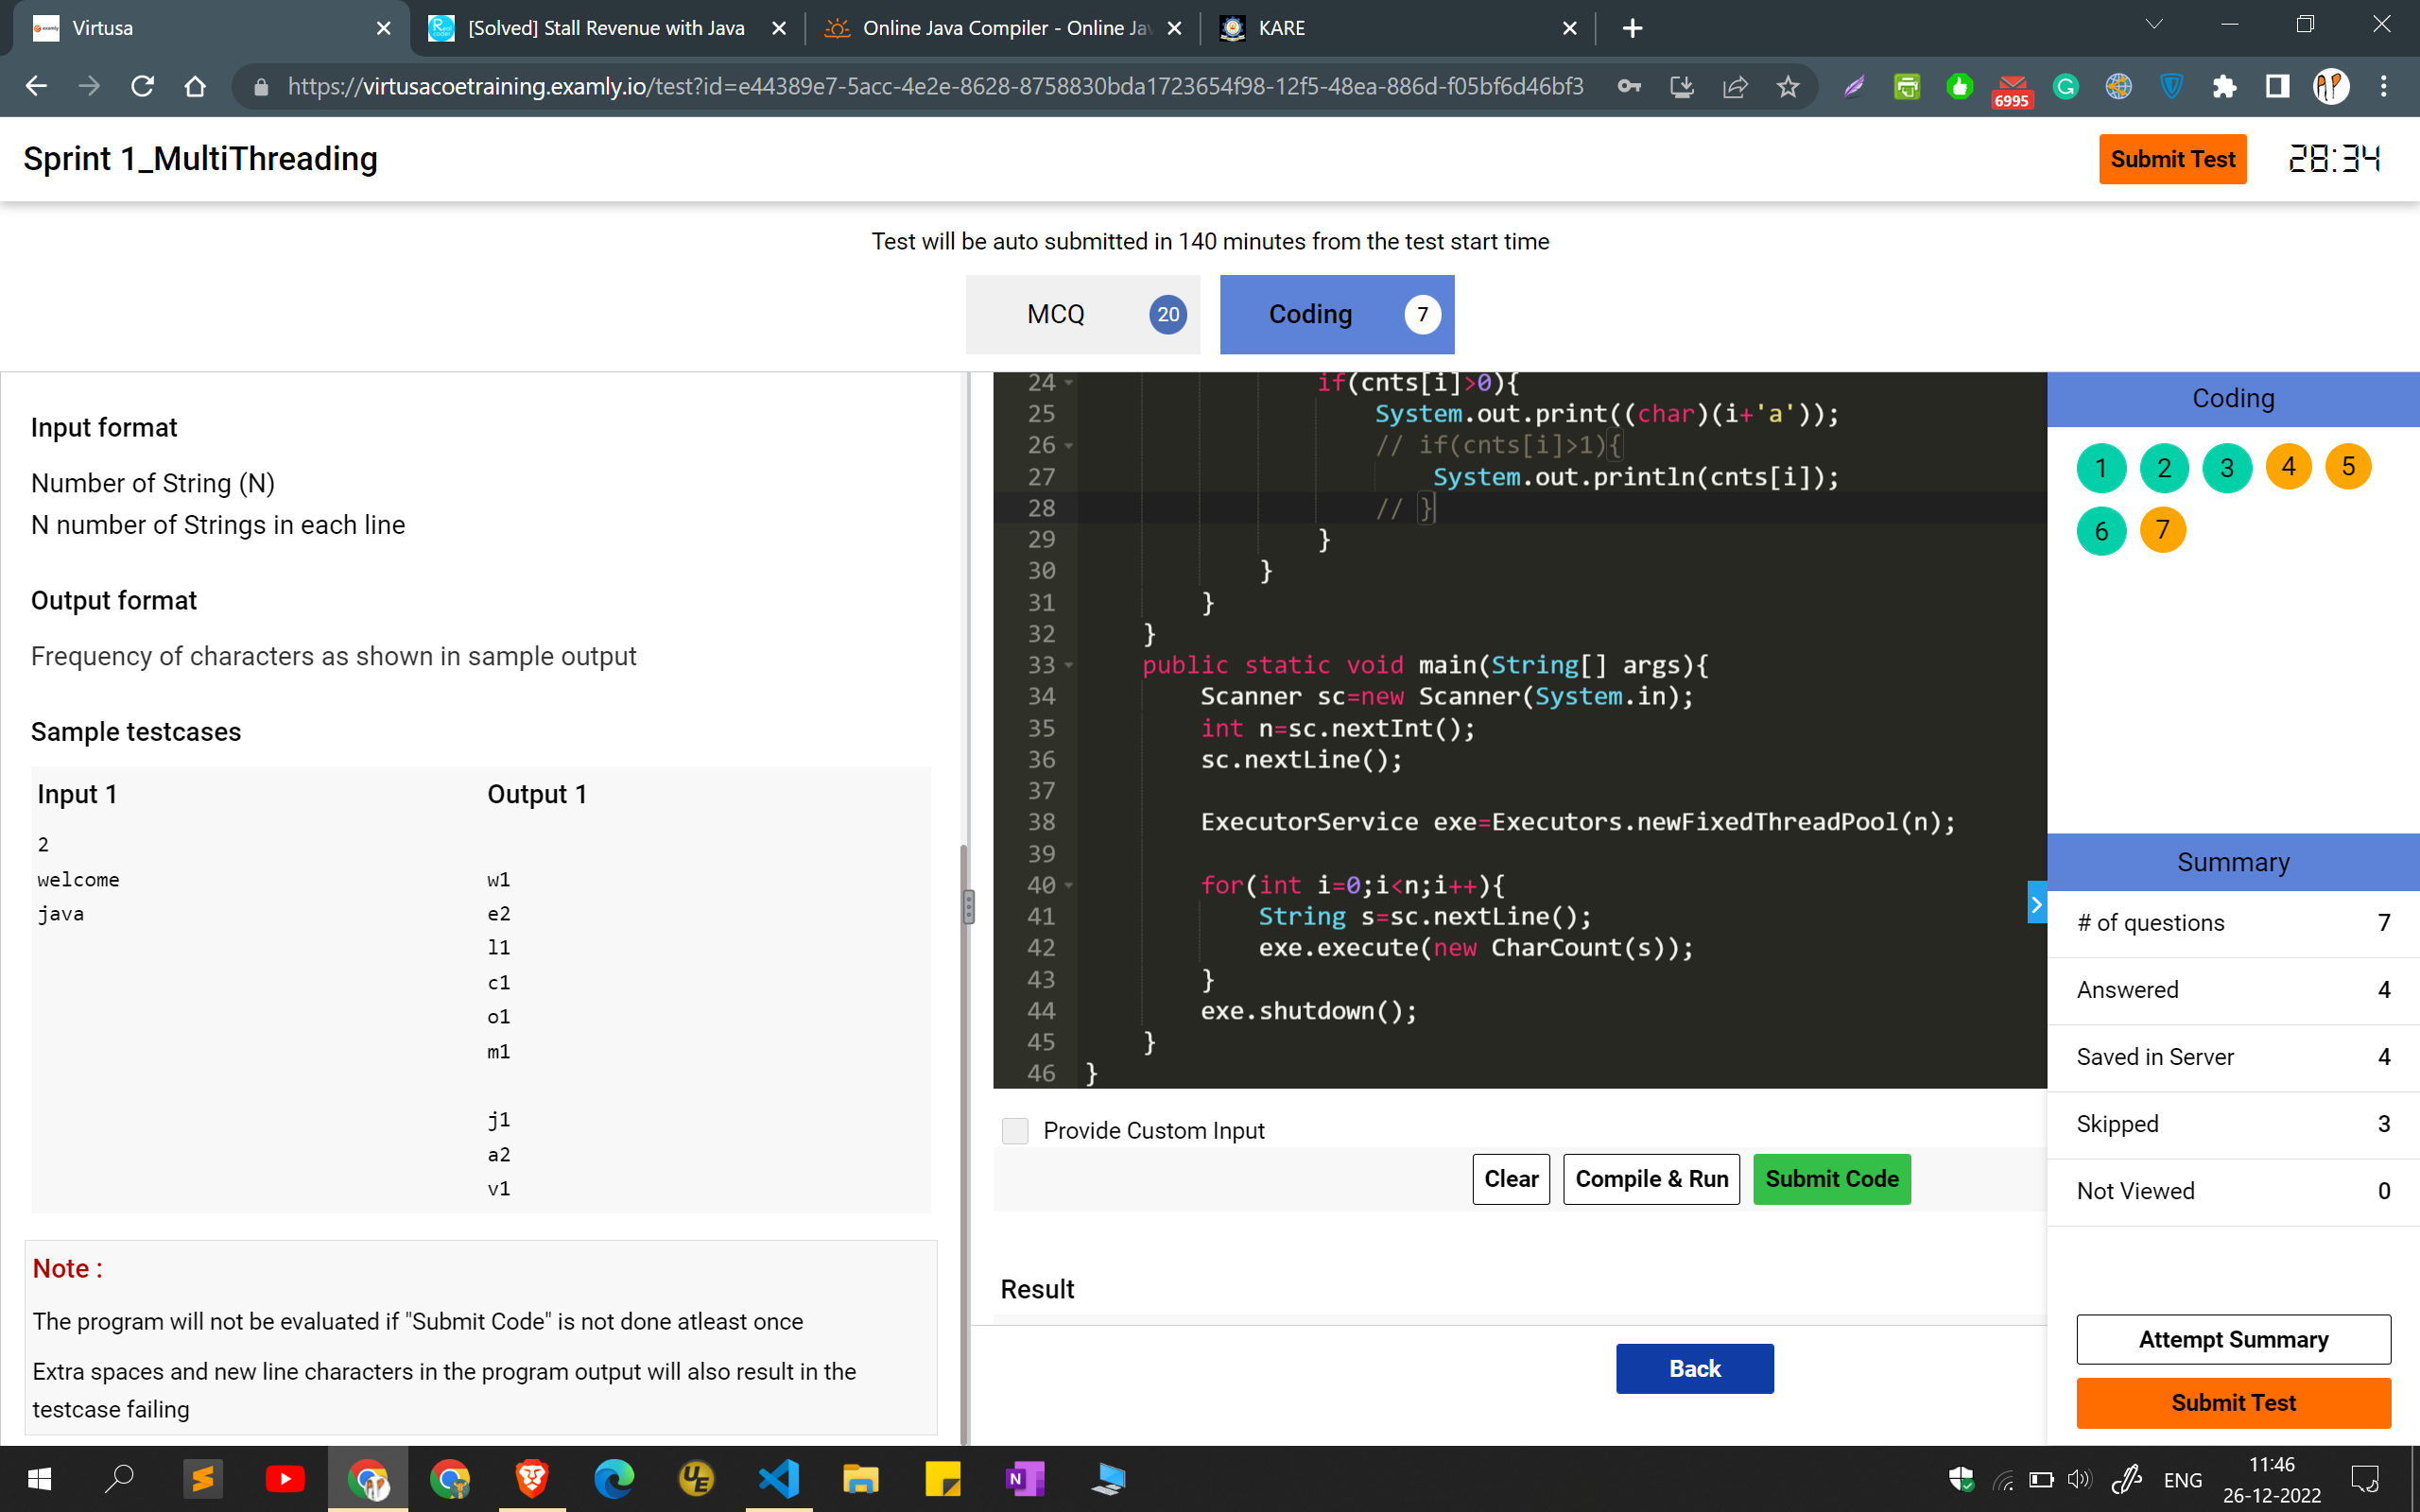 Virtusa
[Solved] Stall Revenue with Java
Online Java Compiler - Online Jav
KARE
https://virtusacoetraining.examly.io/test?id=e44389e7-5acc-4e2e-8628-8758830bda1723654f98-12f5-48ea-886d-f05bf6d46bf3
6995
Sprint 1_MultiThreading
Submit Test
28:34
Test will be auto submitted in 140 minutes from the test start time
MCQ 20
Coding 7
Input format
Number of String (N)
N number of Strings in each line
Output format
Frequency of characters as shown in sample output
Sample testcases
Input 1 Output 1
2
welcome w1
java e2
l1
c1
o1
m1
j1
a2
v1
Note :
The program will not be evaluated if "Submit Code" is not done atleast once
Extra spaces and new line characters in the program output will also result in the
testcase failing
24 if(cnts[i]>0){
25 System.out.print((char)(i+'a'));
26 // if(cnts[i]>1){
27 System.out.println(cnts[i]);
28 // }
29 }
30 }
31 }
32 }
33 public static void main(String[] args){
34 Scanner sc=new Scanner(System.in);
35 int n=sc.nextInt();
36 sc.nextLine();
37
38 ExecutorService exe=Executors.newFixedThreadPool(n);
39
40 for(int i=0;i<n;i++){
41 String s=sc.nextLine();
42 exe.execute(new CharCount(s));
43 }
44 exe.shutdown();
45 }
46 }
Provide Custom Input
Clear
Compile & Run
Submit Code
Result
Back
Coding
1 2 3 4 5
6 7
Summary
# of questions 7
Answered 4
Saved in Server 4
Skipped 3
Not Viewed 0
Attempt Summary
Submit Test
ENG
11:46
26-12-2022